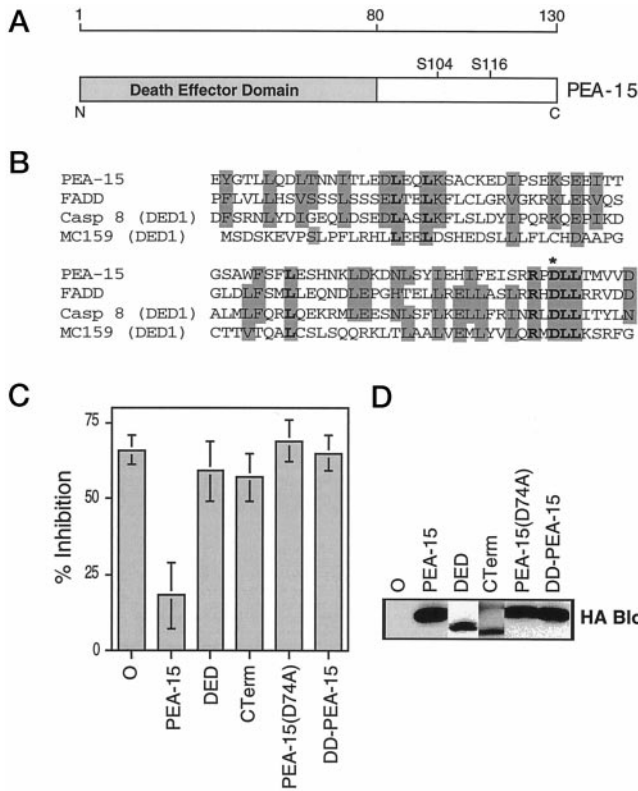 A
1 80 130
S104 S116
Death Effector Domain
PEA-15
N C
B
PEA-15 EYGTLLQDLTNNITLEDLEQLKSACKEDIPSEKSEEITT
FADD PFLVLLHSVSSSLSSSELTELKFLCLGRVGKRKLERVQS
Casp 8 (DED1) DFSRNLYDIGEQLDSEDLASLKFLSLDYIPQRKQEPIKD
MC159 (DED1) MSDSKEVPSLPFLRHLLEELDSHEDSLLLFLCHDAAPG
*
PEA-15 GSAWFSFLESHNKLDKDNLSYIEHIFEISRRPDLLTMVVD
FADD GLDLFSMLLEQNDLEPGHTELLRELLASLRRHDLLRRVDD
Casp 8 (DED1) ALMLFQRLQEKRMLEESNLSFLKELLFRINRLDLLITYLN
MC159 (DED1) CTTVTQALCSLSQQRKLTLAALVEMLYVLQRMDLLKSRFG
C
% Inhibition
75
50
25
0
O
PEA-15
DED
CTerm
PEA-15(D74A)
DD-PEA-15
D
O
PEA-15
DED
CTerm
PEA-15(D74A)
DD-PEA-15
HA Blo